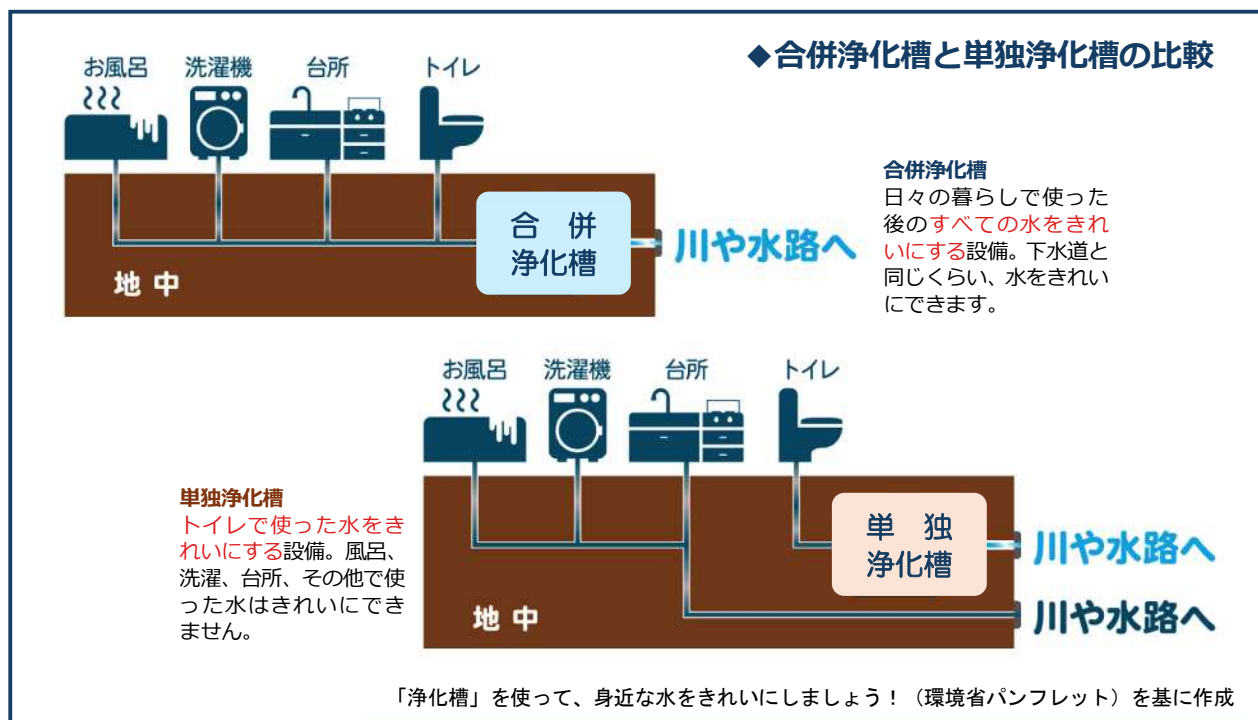 ◆合併浄化槽と単独浄化槽の比較
お風呂 洗濯機 台所 トイレ
合 併
浄化槽
川や水路へ
地 中
合併浄化槽
日々の暮らしで使った
後のすべての水をきれ
いにする設備。下水道と
同じくらい、水をきれい
にできます。
お風呂 洗濯機 台所 トイレ
単 独
浄化槽
川や水路へ
川や水路へ
地 中
単独浄化槽
トイレで使った水をき
れいにする設備。風呂、
洗濯、台所、その他で使
った水はきれいにでき
ません。
「浄化槽」を使って、身近な水をきれいにしましょう!(環境省パンフレット)を基に作成